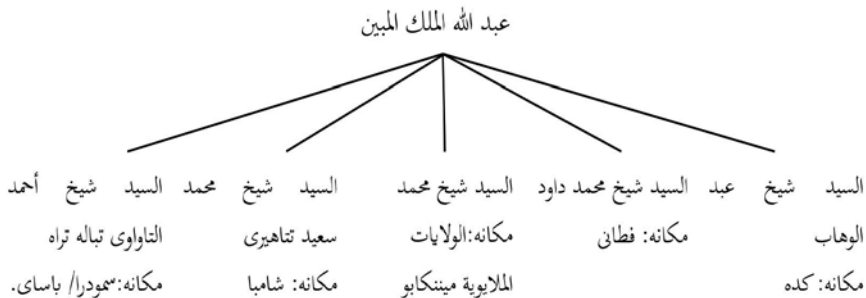 عبد الله الملك المبين
السيد شيخ عبد
الوهاب
مكانه: كده
السيد شيخ محمد داود
مكانه: فطانى
السيد شيخ محمد
مكانه:الولايات
الملايوية ميننكابو
السيد شيخ محمد
سعيد تتاهيرى
مكانه: شامبا
السيد شيخ أحمد
التاواوى تباله تراه
مكانه:سمودرا/ باساى.